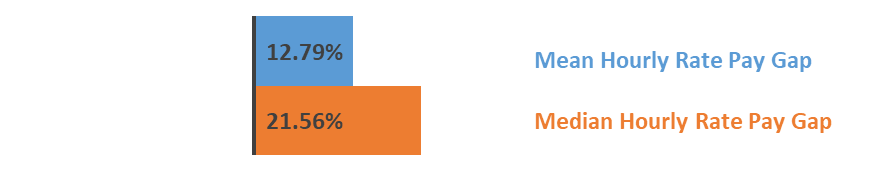 12.79%
Mean Hourly Rate Pay Gap
21.56%
Median Hourly Rate Pay Gap